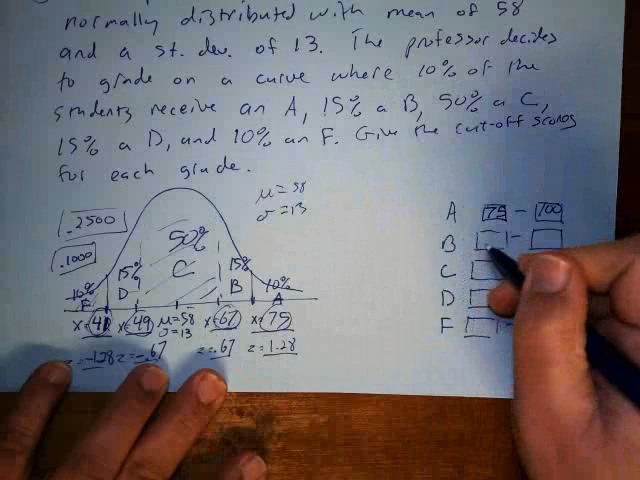 normally distributed with mean of 58
and a st. dev. of 13. The professor decides
to grade on a curve where 10% of the
students receive an A, 15% a B, 50% a C,
15% a D, and 10% an F. Give the cut-off scores
for each grade.
μ = 58
σ = 13
.2500
.1000
50%
C
15%
D
15%
B
10%
F
10%
A
x=41 x=49 μ=58 x=67 x=75
σ=13
z=-1.28 z=-.67 z=.67 z=1.28
A 75 - 100
B -
C
D
F -